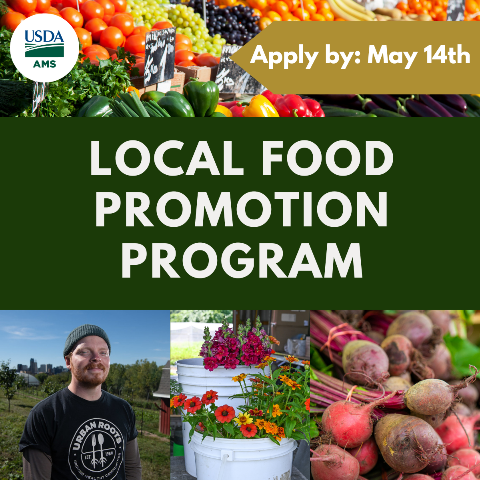 USDA
AMS
Apply by: May 14th
LOCAL FOOD
PROMOTION
PROGRAM
URBAN ROOTS